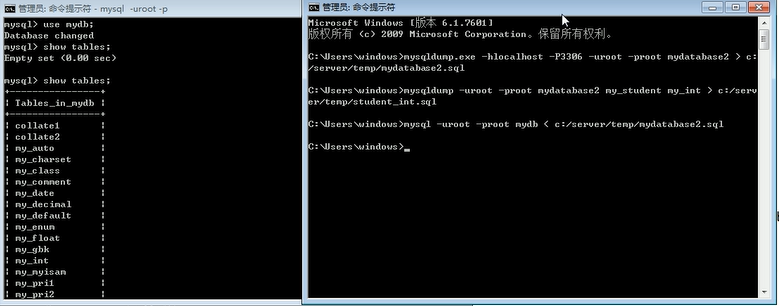 管理员: 命令提示符 - mysql -uroot -p
mysql> use mydb;
Database changed
mysql> show tables;
Empty set (0.00 sec)
mysql> show tables;
+----------------+
| Tables_in_mydb |
+----------------+
| collate1 |
| collate2 |
| my_auto |
| my_charset |
| my_class |
| my_comment |
| my_date |
| my_decimal |
| my_default |
| my_enum |
| my_float |
| my_gbk |
| my_int |
| my_myisam |
| my_pri1 |
| my_pri2 |
管理员: 命令提示符
Microsoft Windows [版本 6.1.7601]
版权所有 (c) 2009 Microsoft Corporation。保留所有权利。
C:\Users\windows>mysqldump.exe -hlocalhost -P3306 -uroot -proot mydatabase2 > c:
/server/temp/mydatabase2.sql
C:\Users\windows>mysqldump -uroot -proot mydatabase2 my_student my_int > c:/serv
er/temp/student_int.sql
C:\Users\windows>mysql -uroot -proot mydb < c:/server/temp/mydatabase2.sql
C:\Users\windows>_